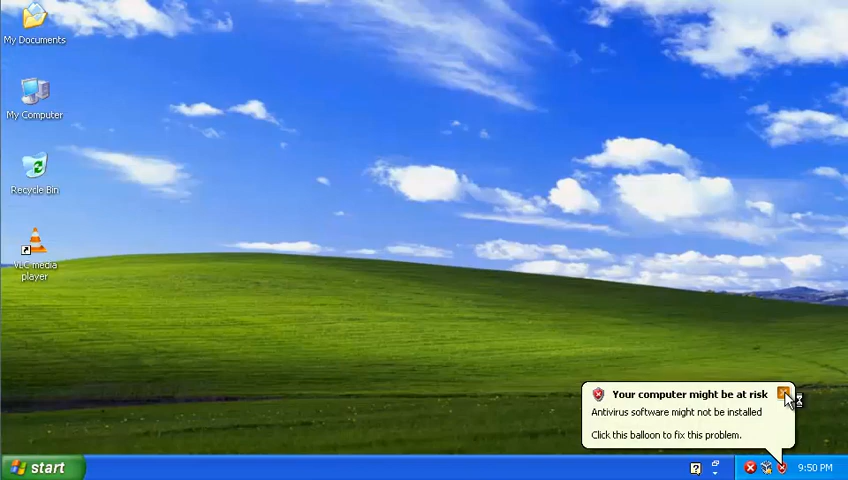 My Documents
My Computer
Recycle Bin
VLC media
player
Your computer might be at risk
Antivirus software might not be installed
Click this balloon to fix this problem.
start
9:50 PM